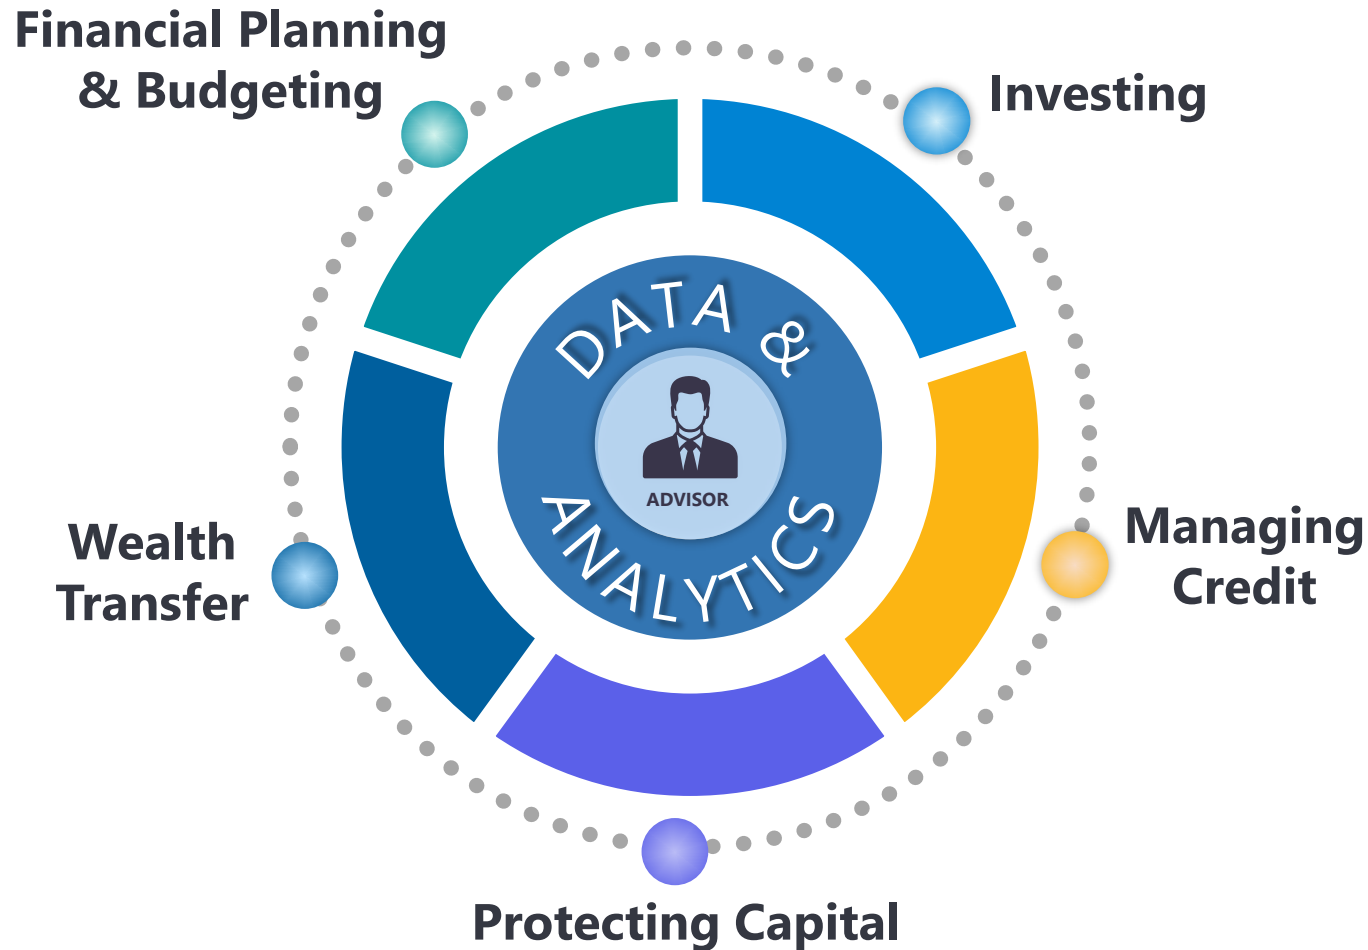 Financial Planning
& Budgeting
Investing
DATA &
ADVISOR
ANALYTICS
Wealth
Transfer
Managing
Credit
Protecting Capital